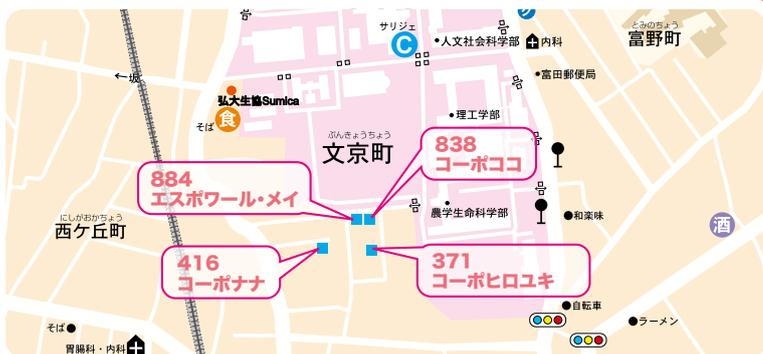 サリジェ
C
人文社会科学部
内科
とみのちょう
富野町
←坂
富田郵便局
弘大生協Sumica
そば
食
理工学部
ぶんきょうちょう
文京町
838
コーポココ
884
エスポワール・メイ
農学生命科学部
和楽味
酒
にしがおかちょう
西ケ丘町
416
コーポナナ
371
コーポヒロユキ
自転車
そば
ラーメン
胃腸科・内科